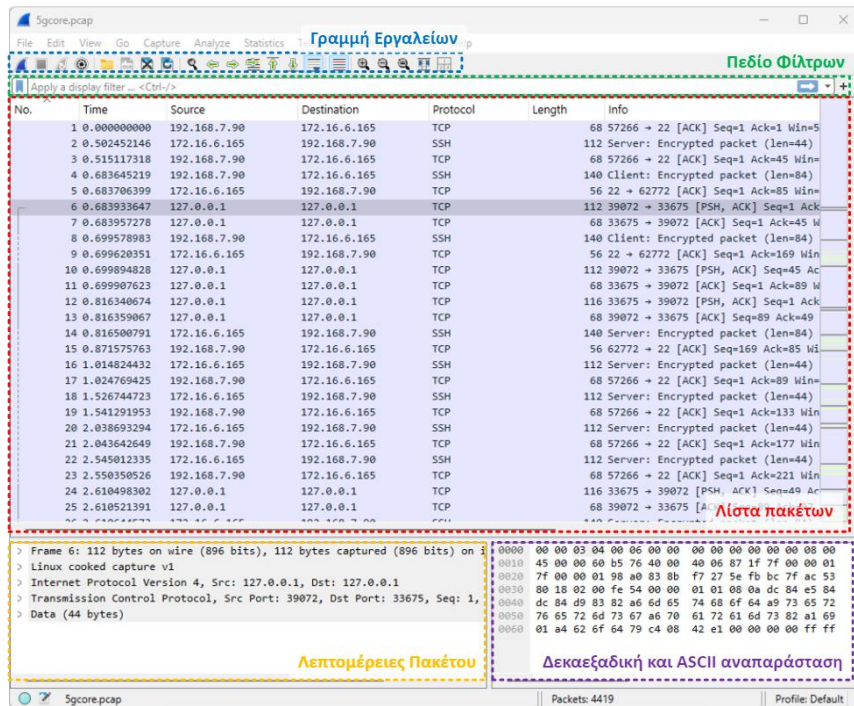 5gcore.pcap
File Edit View Go Capture Analyze Statistics
Γραμμή Εργαλείων
Πεδίο Φίλτρων
Apply a display filter ... <Ctrl-/>
No. Time Source Destination Protocol Length Info
1 0.000000000 192.168.7.90 172.16.6.165 TCP 68 57266 → 22 [ACK] Seq=1 Ack=1 Win=5
2 0.502452146 172.16.6.165 192.168.7.90 SSH 112 Server: Encrypted packet (len=44)
3 0.515117318 192.168.7.90 172.16.6.165 TCP 68 57266 → 22 [ACK] Seq=1 Ack=45 Win=
4 0.683645219 192.168.7.90 172.16.6.165 SSH 140 Client: Encrypted packet (len=84)
5 0.683706399 172.16.6.165 192.168.7.90 TCP 56 22 → 62772 [ACK] Seq=1 Ack=85 Win=
6 0.683933647 127.0.0.1 127.0.0.1 TCP 112 39072 → 33675 [PSH, ACK] Seq=1 Ack
7 0.683957278 127.0.0.1 127.0.0.1 TCP 68 33675 → 39072 [ACK] Seq=1 Ack=45 W
8 0.699578983 192.168.7.90 172.16.6.165 SSH 140 Client: Encrypted packet (len=84)
9 0.699620351 172.16.6.165 192.168.7.90 TCP 56 22 → 62772 [ACK] Seq=1 Ack=169 Win
10 0.699894828 127.0.0.1 127.0.0.1 TCP 112 39072 → 33675 [PSH, ACK] Seq=45 Ac
11 0.699907623 127.0.0.1 127.0.0.1 TCP 68 33675 → 39072 [ACK] Seq=1 Ack=89 W
12 0.816340674 127.0.0.1 127.0.0.1 TCP 116 33675 → 39072 [PSH, ACK] Seq=1 Ack
13 0.816359067 127.0.0.1 127.0.0.1 TCP 68 39072 → 33675 [ACK] Seq=89 Ack=49
14 0.816500791 172.16.6.165 192.168.7.90 SSH 140 Server: Encrypted packet (len=84)
15 0.871575763 192.168.7.90 172.16.6.165 TCP 56 62772 → 22 [ACK] Seq=169 Ack=85 Wi
16 1.014824432 172.16.6.165 192.168.7.90 SSH 112 Server: Encrypted packet (len=44)
17 1.024769425 192.168.7.90 172.16.6.165 TCP 68 57266 → 22 [ACK] Seq=1 Ack=89 Win=
18 1.526744723 172.16.6.165 192.168.7.90 SSH 112 Server: Encrypted packet (len=44)
19 1.541291953 192.168.7.90 172.16.6.165 TCP 68 57266 → 22 [ACK] Seq=1 Ack=133 Win
20 2.038693294 172.16.6.165 192.168.7.90 SSH 112 Server: Encrypted packet (len=44)
21 2.043642649 192.168.7.90 172.16.6.165 TCP 68 57266 → 22 [ACK] Seq=1 Ack=177 Win
22 2.545012335 172.16.6.165 192.168.7.90 SSH 112 Server: Encrypted packet (len=44)
23 2.550350526 192.168.7.90 172.16.6.165 TCP 68 57266 → 22 [ACK] Seq=1 Ack=221 Win
24 2.610498302 127.0.0.1 127.0.0.1 TCP 116 33675 → 39072 [PSH, ACK] Seq=49 Ac
25 2.610521391 127.0.0.1 127.0.0.1 TCP 68 39072 → 33675
Λίστα πακέτων
> Frame 6: 112 bytes on wire (896 bits), 112 bytes captured (896 bits) on i
> Linux cooked capture v1
> Internet Protocol Version 4, Src: 127.0.0.1, Dst: 127.0.0.1
> Transmission Control Protocol, Src Port: 39072, Dst Port: 33675, Seq: 1,
> Data (44 bytes)
Λεπτομέρειες Πακέτου
0000 00 00 03 04 00 06 00 00 00 00 00 00 00 00 08 00
0010 45 00 00 60 b5 76 40 00 40 06 87 1f 7f 00 00 01
0020 7f 00 00 01 98 a0 83 8b f7 27 5e fb bc 7f ac 53
0030 80 18 02 00 fe 54 00 00 01 01 08 0a dc 84 e5 84
0040 dc 84 d9 83 82 a6 6d 65 74 68 6f 64 a9 73 65 72
0050 76 65 72 6d 73 67 a6 70 61 72 61 6d 73 82 a1 69
0060 01 a4 62 6f 64 79 c4 08 42 e1 00 00 00 00 ff ff
Δεκαεξαδική και ASCII αναπαράσταση
5gcore.pcap Packets: 4419 Profile: Default